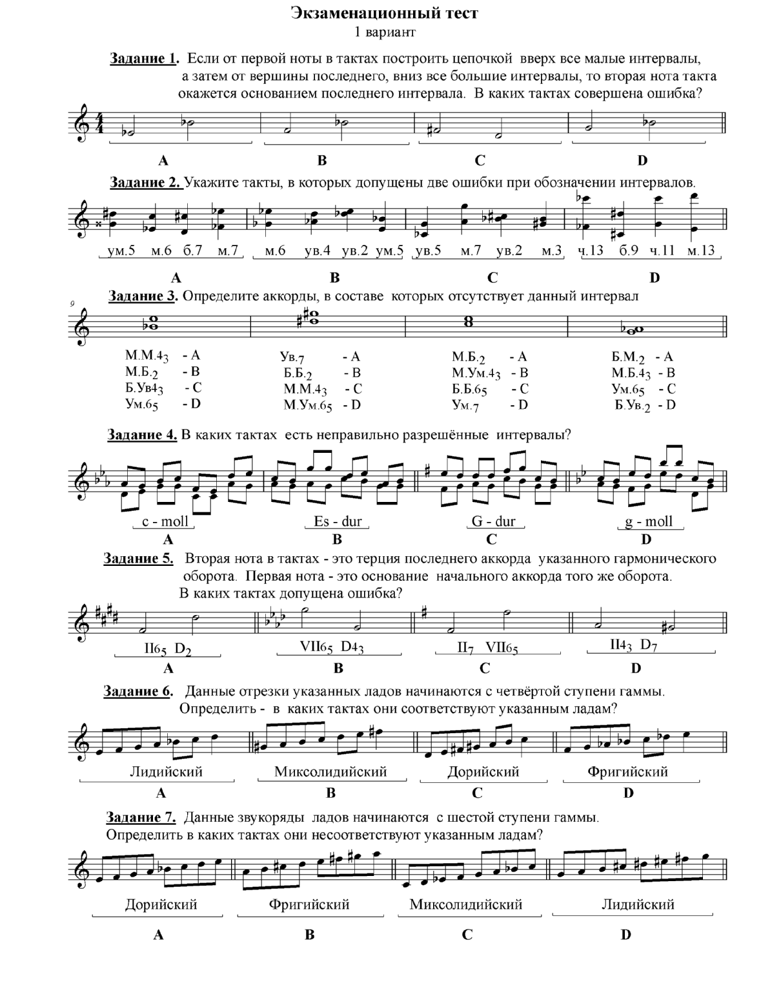 Экзаменационный тест
1 вариант
Задание 1. Если от первой ноты в тактах построить цепочкой вверх все малые интервалы,
а затем от вершины последнего, вниз все большие интервалы, то вторая нота такта
окажется основанием последнего интервала. В каких тактах совершена ошибка?
4
4
A B C D
Задание 2. Укажите такты, в которых допущены две ошибки при обозначении интервалов.
ум.5 м.6 б.7 м.7 м.6 ув.4 ув.2 ум.5 ув.5 м.7 ув.2 м.3 ч.13 б.9 ч.11 м.13
A B C D
Задание 3. Определите аккорды, в составе которых отсутствует данный интервал
9
М.М.43 - A Ув.7 - A М.Б.2 - A Б.М.2 - A
М.Б.2 - B Б.Б.2 - B М.Ум.43 - B М.Б.43 - B
Б.Ув43 - C М.М.43 - C Б.Б.65 - C Ум.65 - C
Ум.65 - D М.Ум.65 - D Ум.7 - D Б.Ув.2 - D
Задание 4. В каких тактах есть неправильно разрешённые интервалы?
c - moll Es - dur G - dur g - moll
A B C D
Задание 5. Вторая нота в тактах - это терция последнего аккорда указанного гармонического
оборота. Первая нота - это основание начального аккорда того же оборота.
В каких тактах допущена ошибка?
II65 D2 VII65 D43 II7 VII65 II43 D7
A B C D
Задание 6. Данные отрезки указанных ладов начинаются с четвёртой ступени гаммы.
Определить - в каких тактах они соответствуют указанным ладам?
Лидийский Миксолидийский Дорийский Фригийский
A B C D
Задание 7. Данные звукоряды ладов начинаются с шестой ступени гаммы.
Определить в каких тактах они несоответствуют указанным ладам?
Дорийский Фригийский Миксолидийский Лидийский
A B C D